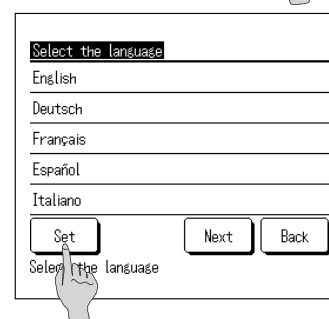 Select the language
English
Deutsch
Français
Español
Italiano
Set Next Back
Select the language